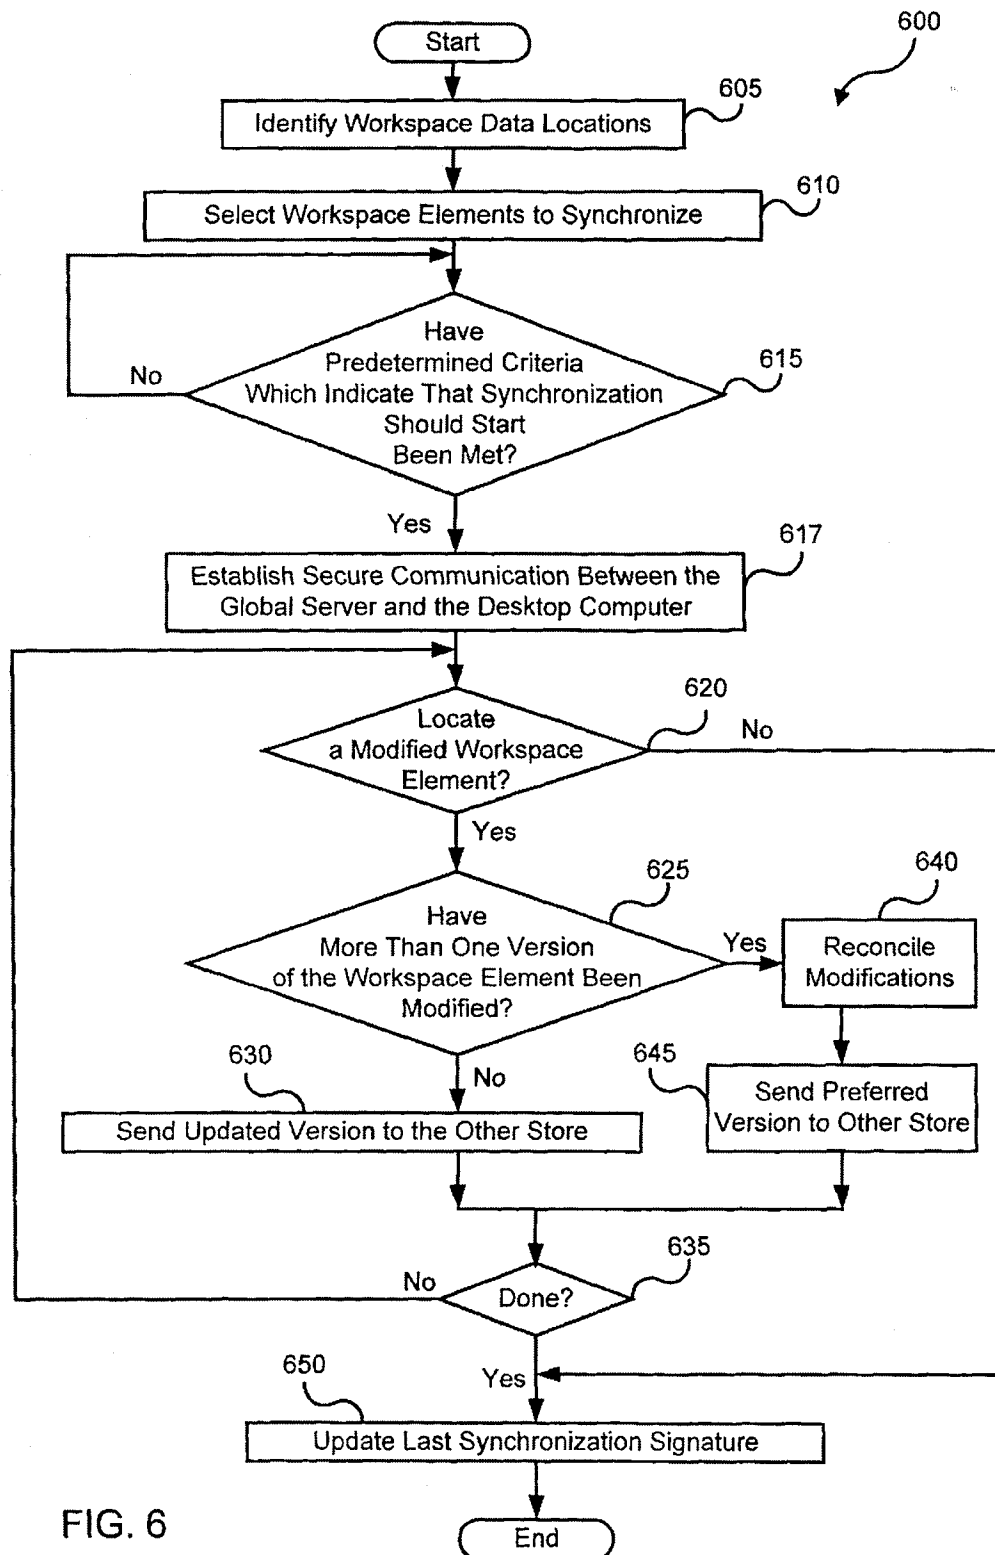 Start
600
605
Identify Workspace Data Locations
610
Select Workspace Elements to Synchronize
Have
Predetermined Criteria
Which Indicate That Synchronization
Should Start
Been Met?
615
No
Yes
617
Establish Secure Communication Between the
Global Server and the Desktop Computer
620
Locate
a Modified Workspace
Element?
No
Yes
625
640
Have
More Than One Version
of the Workspace Element Been
Modified?
Yes
Reconcile
Modifications
630
No
645
Send Updated Version to the Other Store
Send Preferred
Version to Other Store
635
No
Done?
650
Yes
Update Last Synchronization Signature
FIG. 6
End